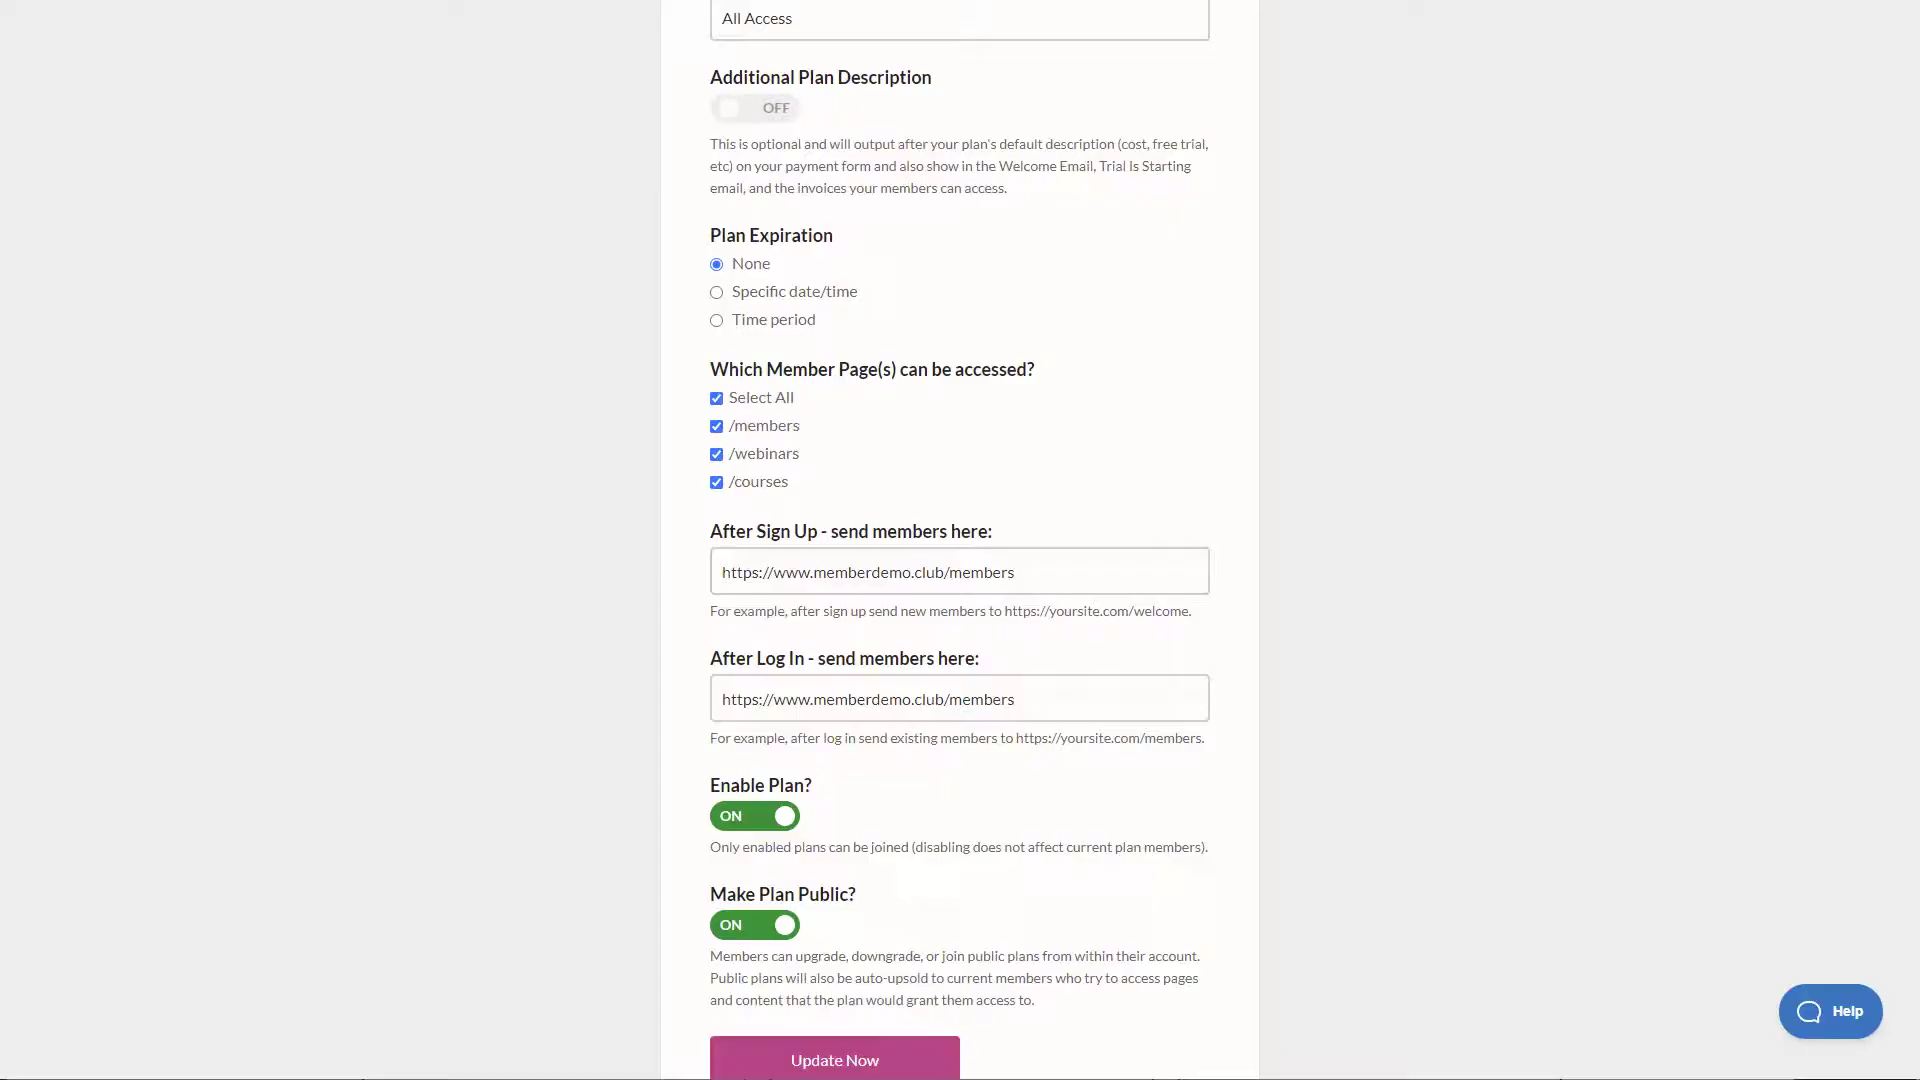 All Access
Additional Plan Description
OFF
This is optional and will output after your plan's default description (cost, free trial,
etc) on your payment form and also show in the Welcome Email, Trial Is Starting
email, and the invoices your members can access.
Plan Expiration
None
Specific date/time
Time period
Which Member Page(s) can be accessed?
Select All
/members
/webinars
/courses
After Sign Up - send members here:
https://www.memberdemo.club/members
For example, after sign up send new members to https://yoursite.com/welcome.
After Log In - send members here:
https://www.memberdemo.club/members
For example, after log in send existing members to https://yoursite.com/members.
Enable Plan?
ON
Only enabled plans can be joined (disabling does not affect current plan members).
Make Plan Public?
ON
Members can upgrade, downgrade, or join public plans from within their account.
Public plans will also be auto-upsold to current members who try to access pages
and content that the plan would grant them access to.
Help
Update Now